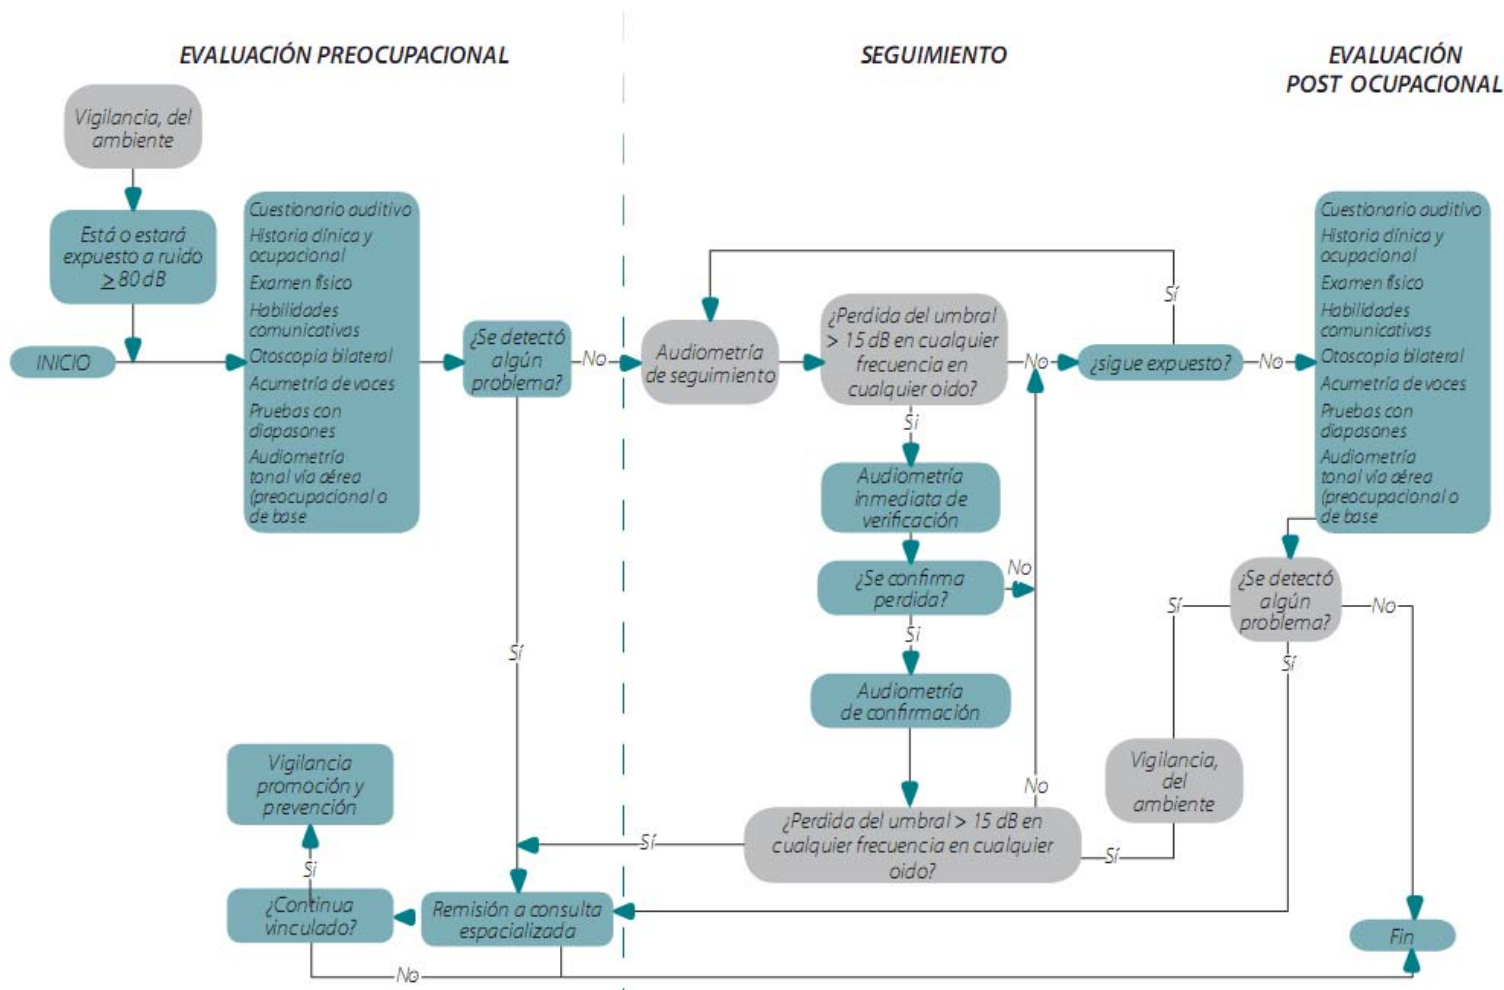 EVALUACIÓN PREOCUPACIONAL
SEGUIMIENTO
EVALUACIÓN
POST OCUPACIONAL
Vigilancia, del
ambiente
Está o estará
expuesto a ruido
≥ 80 dB
INICIO
Cuestionario auditivo
Historia clínica y
ocupacional
Examen físico
Habilidades
comunicativas
Otoscopia bilateral
Acumetría de voces
Pruebas con
diapasones
Audiometría
tonal vía aérea
(preocupacional o
de base
¿Se detectó
algún
problema?
No
Sí
Audiometría
de seguimiento
¿Perdida del umbral
> 15 dB en cualquier
frecuencia en
cualquier oido?
No
Si
¿sigue expuesto?
Sí
No
Audiometría
inmediata de
verificación
¿Se confirma
perdida?
No
Si
Audiometría
de confirmación
¿Perdida del umbral > 15 dB en
cualquier frecuencia en cualquier
oido?
No
Sí
Sí
Vigilancia,
del
ambiente
Sí
Cuestionario auditivo
Historia clínica y
ocupacional
Examen físico
Habilidades
comunicativas
Otoscopia bilateral
Acumetría de voces
Pruebas con
diapasones
Audiometría
tonal vía aérea
(preocupacional o
de base
¿Se detectó
algún
problema?
No
Sí
Vigilancia
promoción y
prevención
Si
¿Continua
vinculado?
No
Remisión a consulta
espacializada
Fin